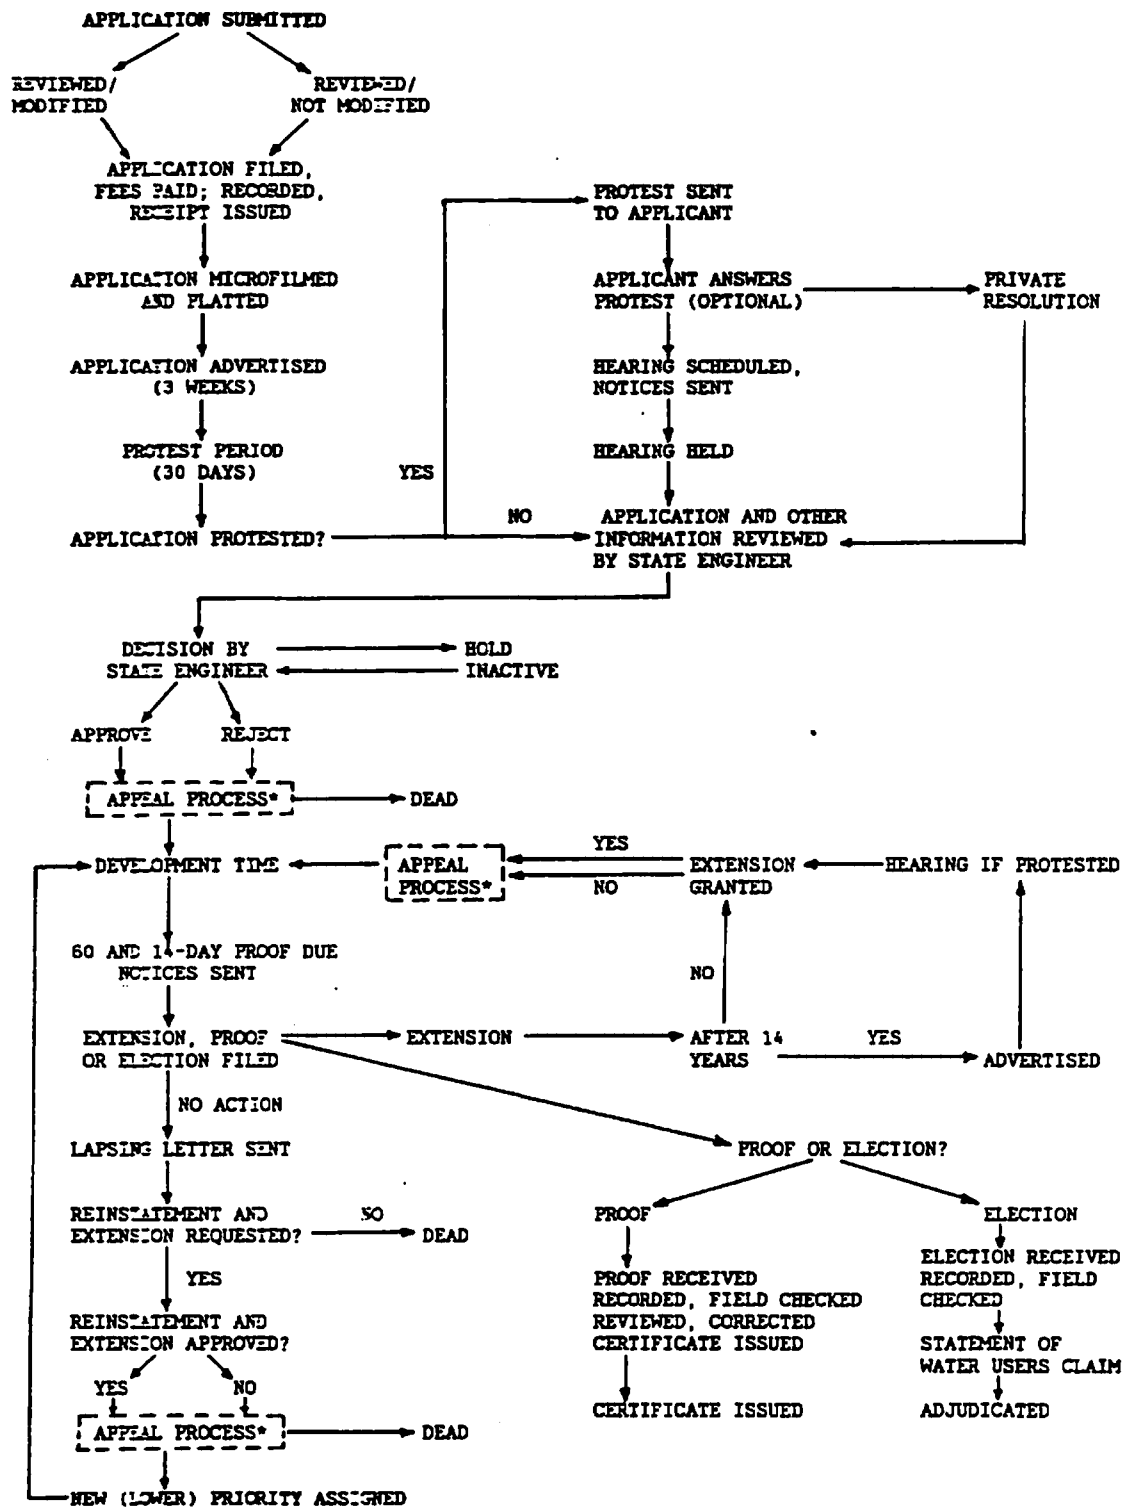 APPLICATION SUBMITTED
REVIEWED/
MODIFIED
REVIEWED/
NOT MODIFIED
APPLICATION FILED,
FEES PAID; RECORDED,
RECEIPT ISSUED
APPLICATION MICROFILMED
AND PLATTED
APPLICATION ADVERTISED
(3 WEEKS)
PROTEST PERIOD
(30 DAYS)
APPLICATION PROTESTED?
YES
NO
PROTEST SENT
TO APPLICANT
APPLICANT ANSWERS
PROTEST (OPTIONAL)
PRIVATE
RESOLUTION
HEARING SCHEDULED,
NOTICES SENT
HEARING HELD
APPLICATION AND OTHER
INFORMATION REVIEWED
BY STATE ENGINEER
DECISION BY
STATE ENGINEER
HOLD
INACTIVE
APPROVE
REJECT
APPEAL PROCESS*
DEAD
DEVELOPMENT TIME
APPEAL
PROCESS*
YES
NO
EXTENSION
GRANTED
HEARING IF PROTESTED
60 AND 14-DAY PROOF DUE
NOTICES SENT
NO
EXTENSION, PROOF
OR ELECTION FILED
EXTENSION
AFTER 14
YEARS
YES
ADVERTISED
NO ACTION
LAPSING LETTER SENT
PROOF OR ELECTION?
REINSTATEMENT AND
EXTENSION REQUESTED?
NO
DEAD
YES
REINSTATEMENT AND
EXTENSION APPROVED?
YES
NO
APPEAL PROCESS*
DEAD
NEW (LOWER) PRIORITY ASSIGNED
PROOF
PROOF RECEIVED
RECORDED, FIELD CHECKED
REVIEWED, CORRECTED
CERTIFICATE ISSUED
CERTIFICATE ISSUED
ELECTION
ELECTION RECEIVED
RECORDED, FIELD
CHECKED
STATEMENT OF
WATER USERS CLAIM
ADJUDICATED